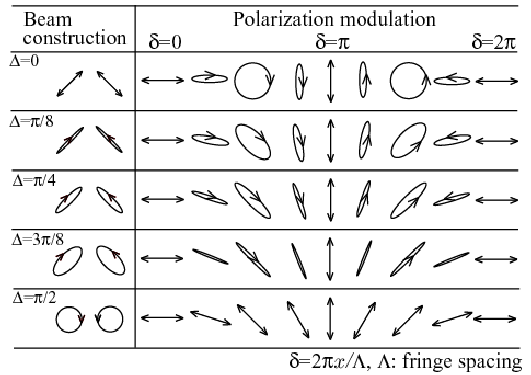 Beam construction
Polarization modulation
δ=0 δ=π δ=2π
Δ=0
Δ=π/8
Δ=π/4
Δ=3π/8
Δ=π/2
δ=2πx/Λ, Λ: fringe spacing